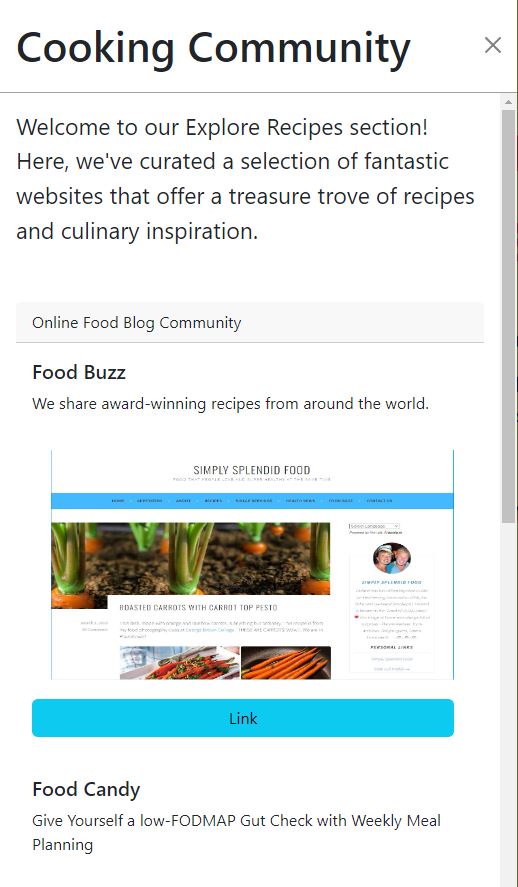 Cooking Community
Welcome to our Explore Recipes section!
Here, we've curated a selection of fantastic
websites that offer a treasure trove of recipes
and culinary inspiration.
Online Food Blog Community
Food Buzz
We share award-winning recipes from around the world.
SIMPLY SPLENDID FOOD
FOOD THAT PEOPLE LOVE AND SUPER HEALTHY AT THE SAME TIME
HOME APPETIZERS ABOUT RECIPES HEALTH NEWS FOOD BUZZ CONTACT US
Select Language
SIMPLY SPLENDID FOOD
ROASTED CARROTS WITH CARROT TOP PESTO
PERSONAL LINKS
Link
Food Candy
Give Yourself a low-FODMAP Gut Check with Weekly Meal
Planning